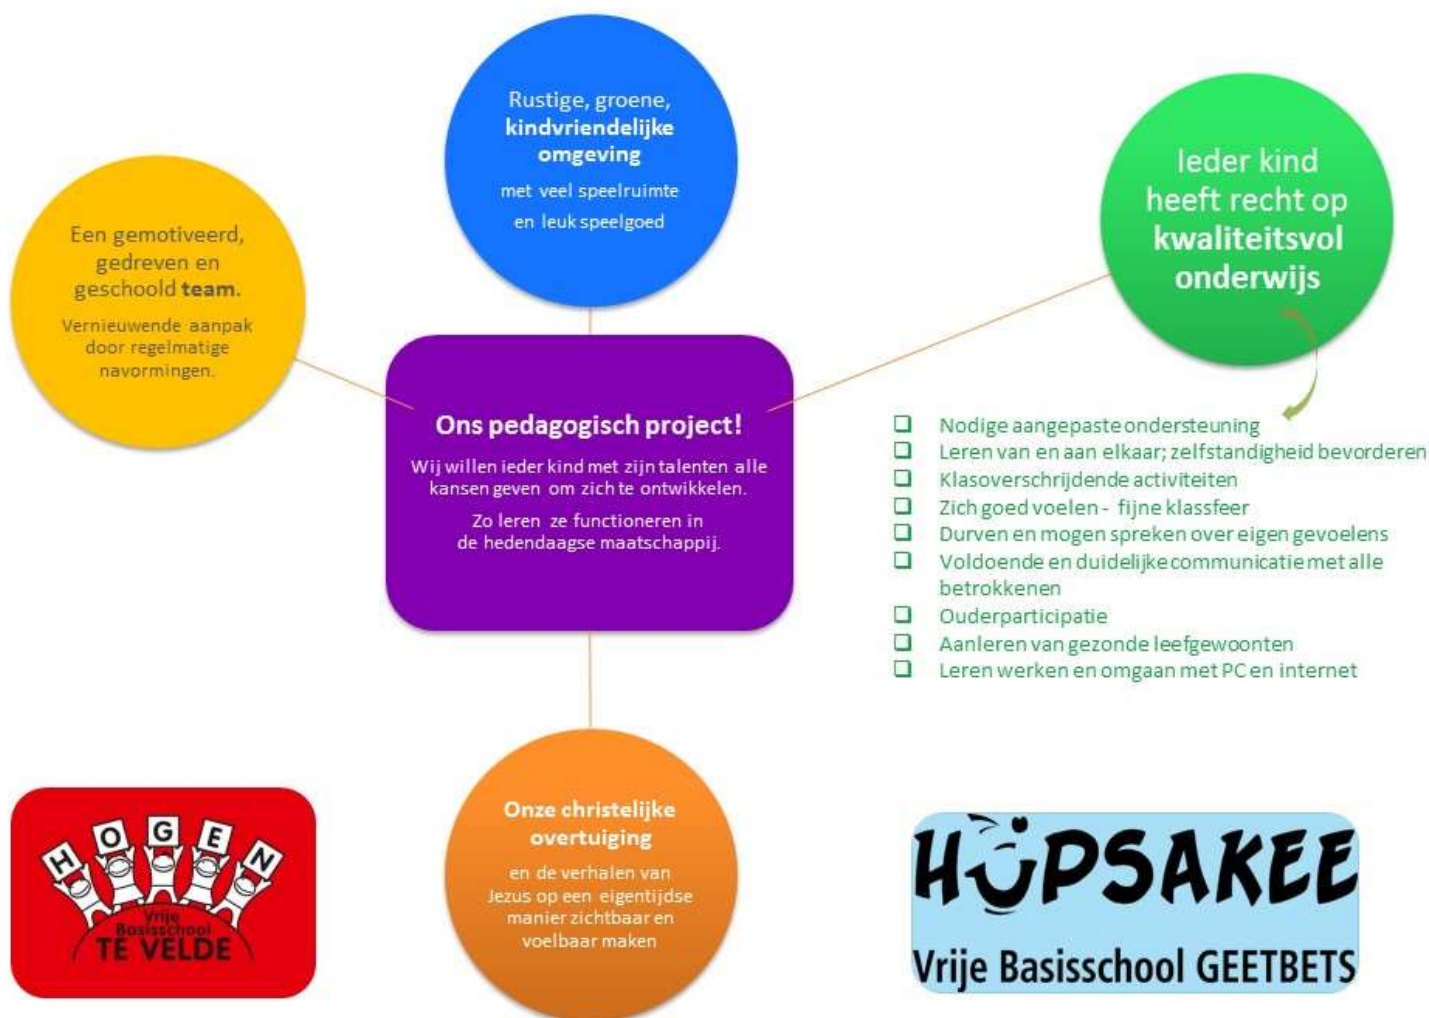 Rustige, groene,
kindvriendelijke
omgeving
met veel speelruimte
en leuk speelgoed
Ieder kind
heeft recht op
kwaliteitsvol
onderwijs
Een gemotiveerd,
gedreven en
geschoold team.
Vernieuwende aanpak
door regelmatige
navormingen.
Ons pedagogisch project!
Wij willen ieder kind met zijn talenten alle
kansen geven om zich te ontwikkelen.
Zo leren ze functioneren in
de hedendaagse maatschappij.
❑ Nodige aangepaste ondersteuning
❑ Leren van en aan elkaar; zelfstandigheid bevorderen
❑ Klasoverschrijdende activiteiten
❑ Zich goed voelen - fijne klassfeer
❑ Durven en mogen spreken over eigen gevoelens
❑ Voldoende en duidelijke communicatie met alle
betrokkenen
❑ Ouderparticipatie
❑ Aanleren van gezonde leefgewoonten
❑ Leren werken en omgaan met PC en internet
Onze christelijke
overtuiging
en de verhalen van
Jezus op een eigentijdse
manier zichtbaar en
voelbaar maken
HOGEN
Vrije
Basisschool
TE VELDE
HUPSAKEE
Vrije Basisschool GEETBETS